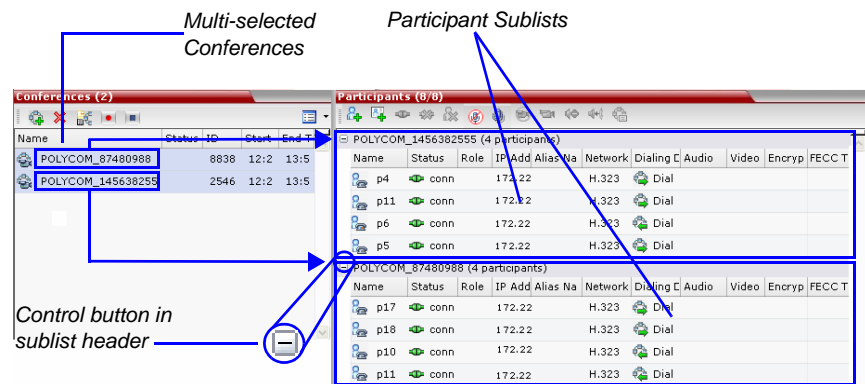 Multi-selected
Conferences
Participant Sublists
Conferences (2)
Name Status ID Start End T
POLYCOM_87480988 8838 12:2 13:5
POLYCOM_145638255 2546 12:2 13:5
Participants (8/8)
POLYCOM_1456382555 (4 participants)
Name Status Role IP Add Alias Na Network Dialing D Audio Video Encryp FECC T
p4 conn 172.22 H.323 Dial
p11 conn 172.22 H.323 Dial
p6 conn 172.22 H.323 Dial
p5 conn 172.22 H.323 Dial
POLYCOM_87480988 (4 participants)
Name Status Role IP Add Alias Na Network Dialing D Audio Video Encryp FECC T
p17 conn 172.22 H.323 Dial
p18 conn 172.22 H.323 Dial
p10 conn 172.22 H.323 Dial
p11 conn 172.22 H.323 Dial
Control button in
sublist header